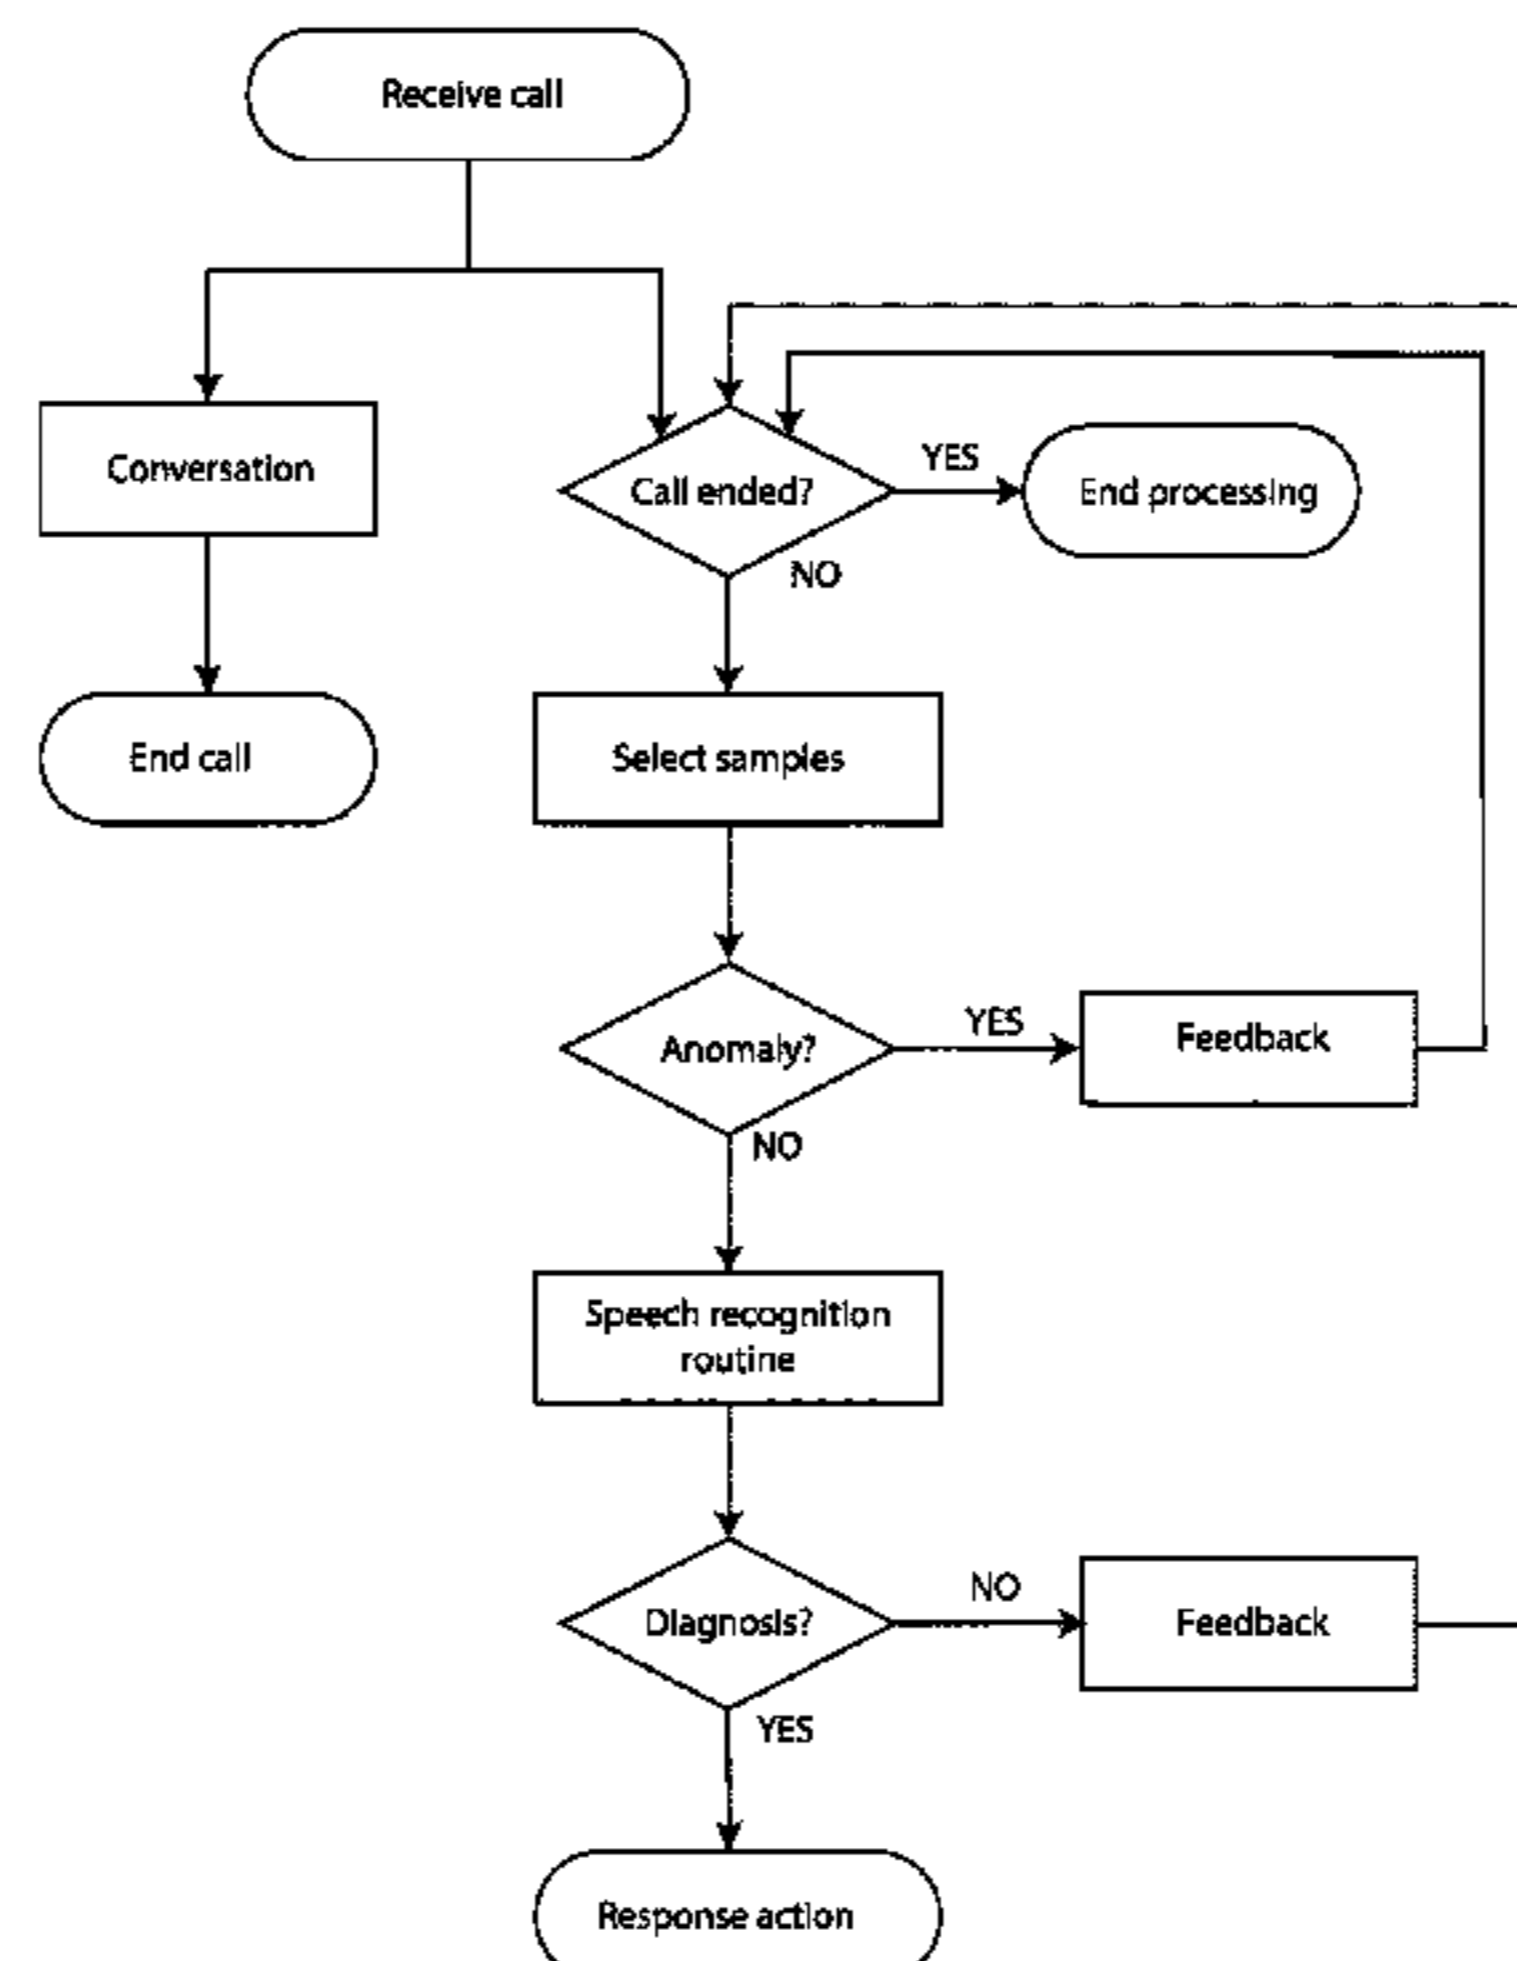 Receive call
Conversation
Call ended?
YES
End processing
NO
End call
Select samples
Anomaly?
YES
Feedback
NO
Speech recognition
routine
Diagnosis?
NO
Feedback
YES
Response action